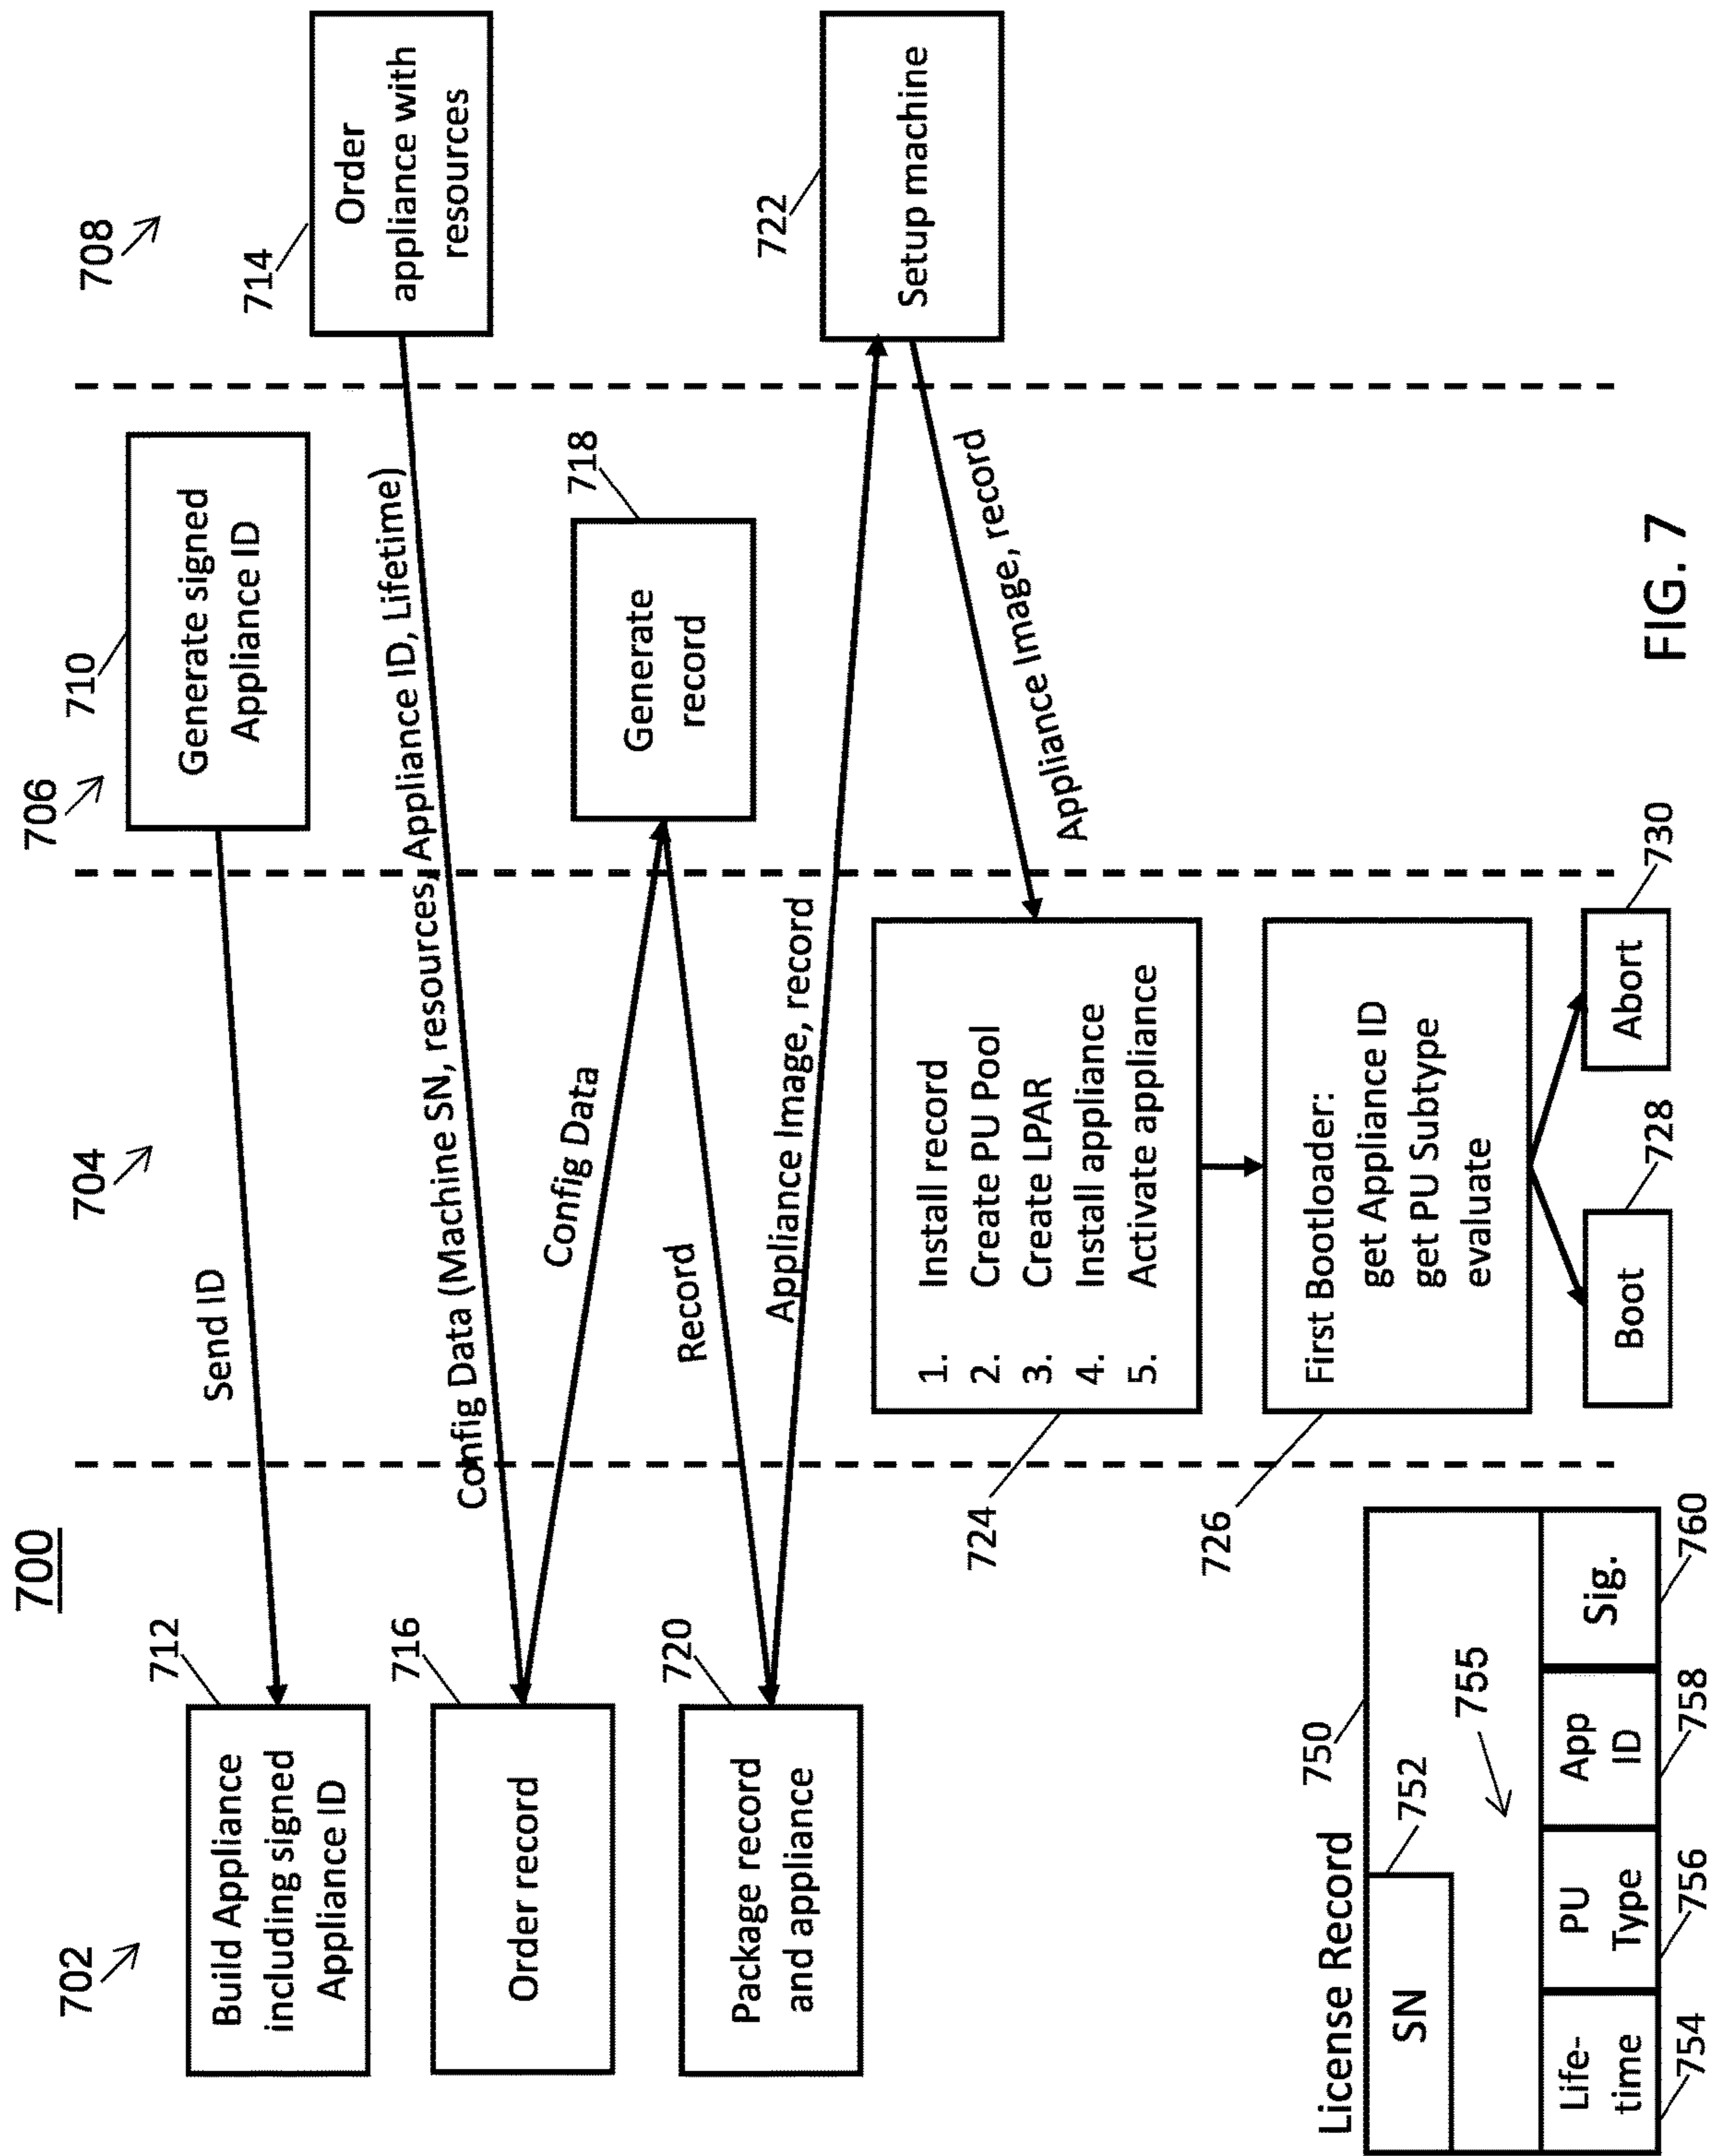 700
702
704
706
708
710
Generate signed
Appliance ID
Send ID
712
Build Appliance
including signed
Appliance ID
714
Order
appliance with
resources
Config Data (Machine SN, resources, Appliance ID, Lifetime)
716
Order record
Config Data
718
Generate
record
Record
720
Package record
and appliance
Appliance Image, record
722
Setup machine
Appliance Image, record
724
1. Install record
2. Create PU Pool
3. Create LPAR
4. Install appliance
5. Activate appliance
726
First Bootloader:
get Appliance ID
get PU Subtype
evaluate
Boot
728
Abort
730
License Record
750
SN
752
755
Life-
time
754
PU
Type
756
App
ID
758
Sig.
760
FIG. 7